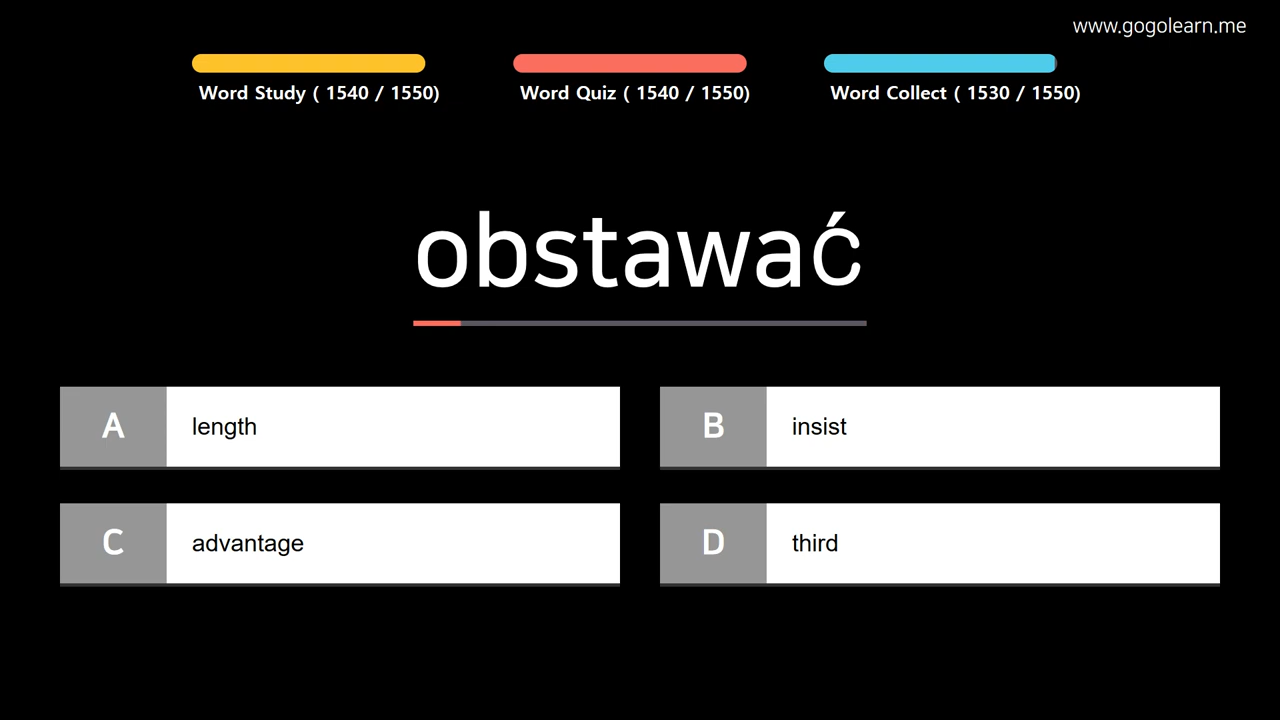 www.gogolearn.me
Word Study ( 1540 / 1550)
Word Quiz ( 1540 / 1550)
Word Collect ( 1530 / 1550)
obstawać
A length
B insist
C advantage
D third